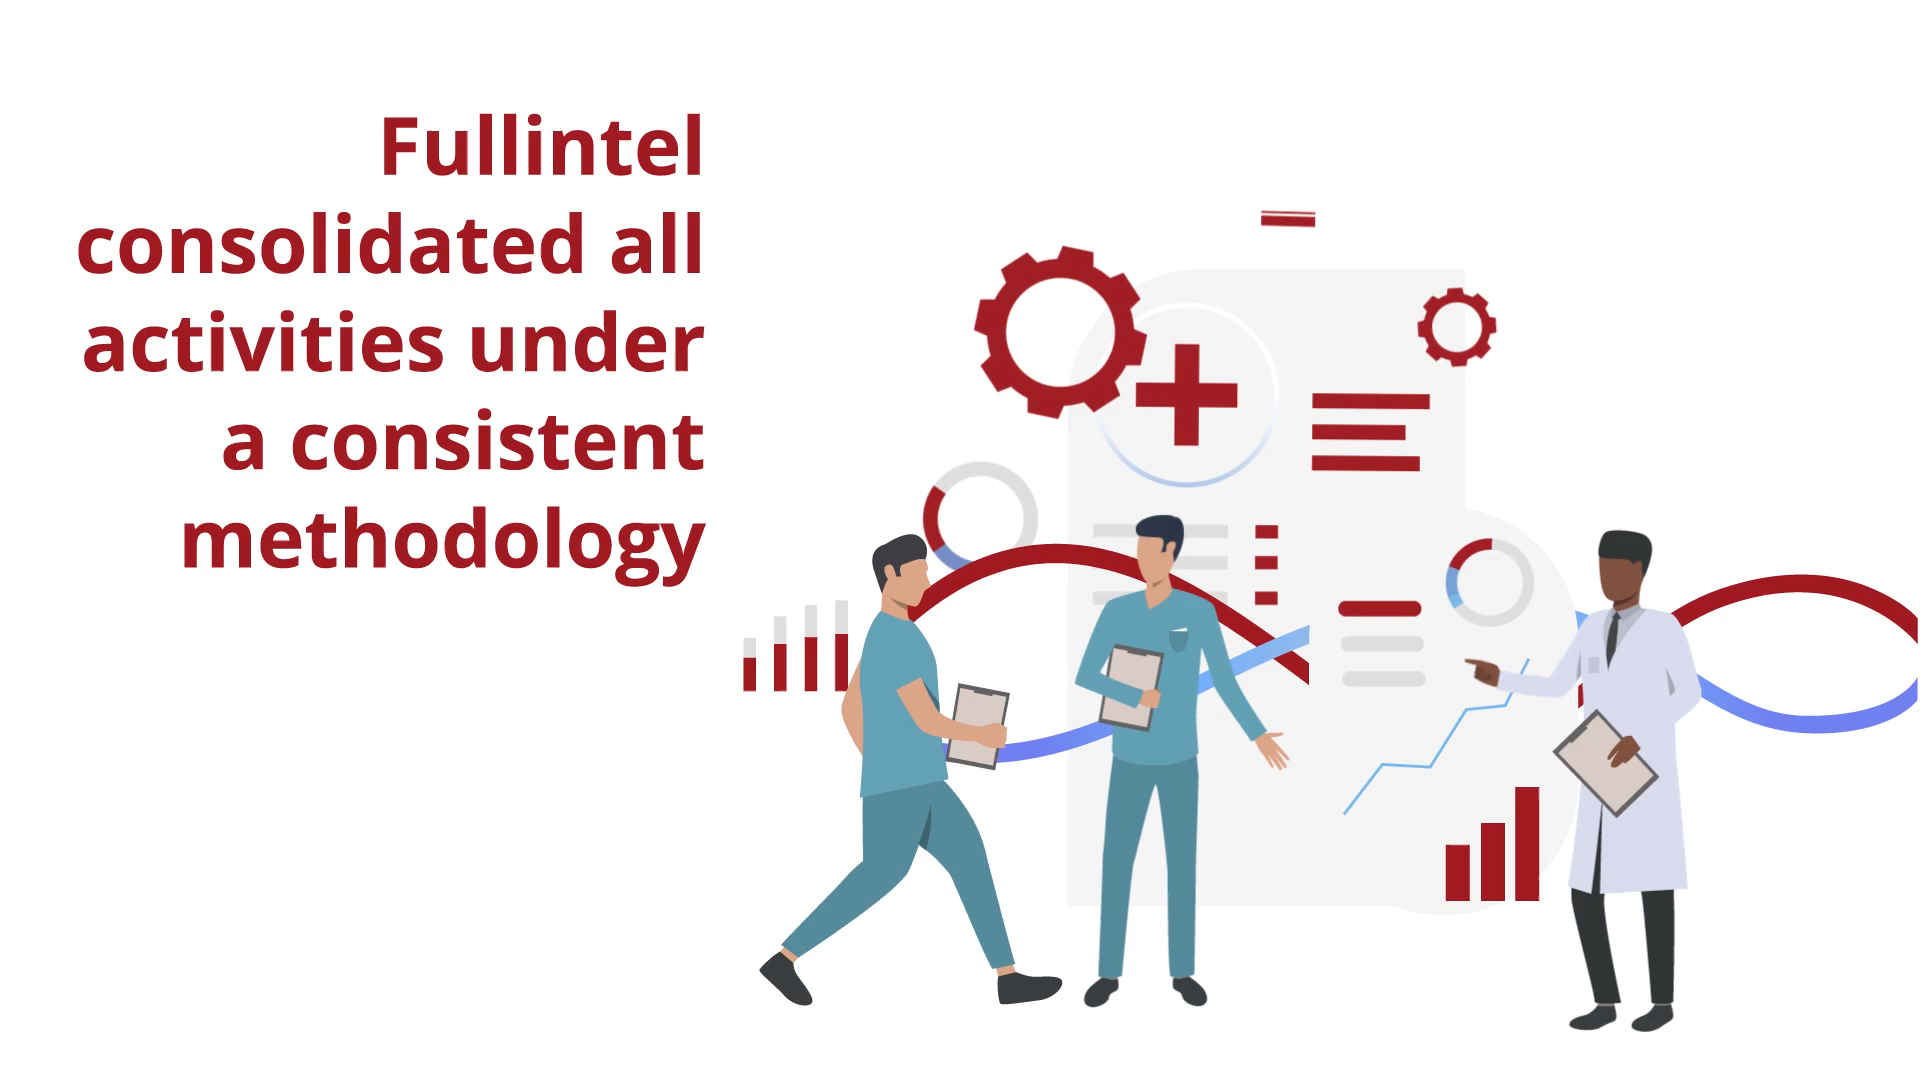 Fullintel
consolidated all
activities under
a consistent
methodology